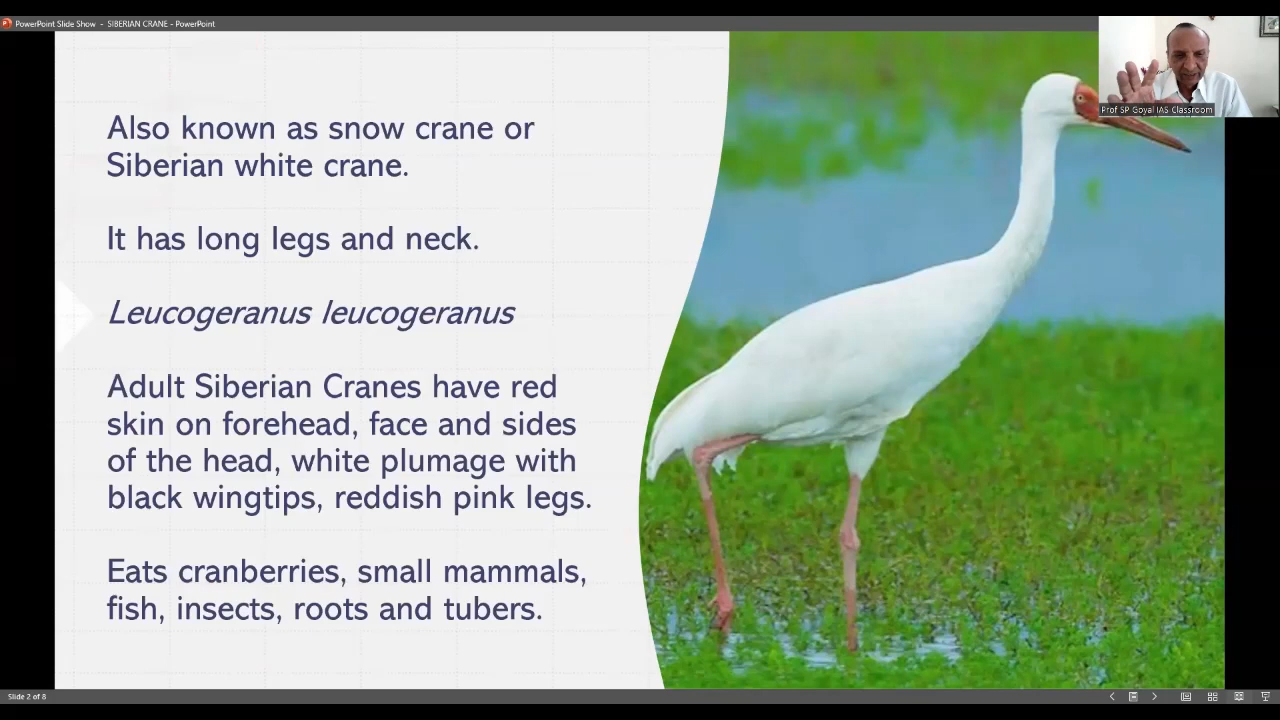 PowerPoint Slide Show - SIBERIAN CRANE - PowerPoint
Prof SP Goyal IAS Classroom
Also known as snow crane or
Siberian white crane.
It has long legs and neck.
Leucogeranus leucogeranus
Adult Siberian Cranes have red
skin on forehead, face and sides
of the head, white plumage with
black wingtips, reddish pink legs.
Eats cranberries, small mammals,
fish, insects, roots and tubers.
Slide 2 of 8